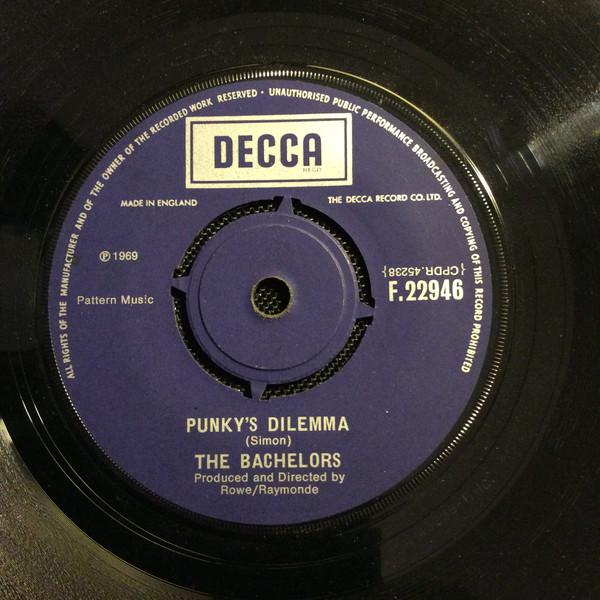 ALL RIGHTS OF THE MANUFACTURER AND OF THE OWNER OF THE RECORDED WORK RESERVED · UNAUTHORISED PUBLIC PERFORMANCE BROADCASTING AND COPYING OF THIS RECORD PROHIBITED
DECCA
REGD
MADE IN ENGLAND
THE DECCA RECORD CO. LTD.
℗ 1969
{CPDR.45238}
F.22946
Pattern Music
PUNKY'S DILEMMA
(Simon)
THE BACHELORS
Produced and Directed by
Rowe/Raymonde